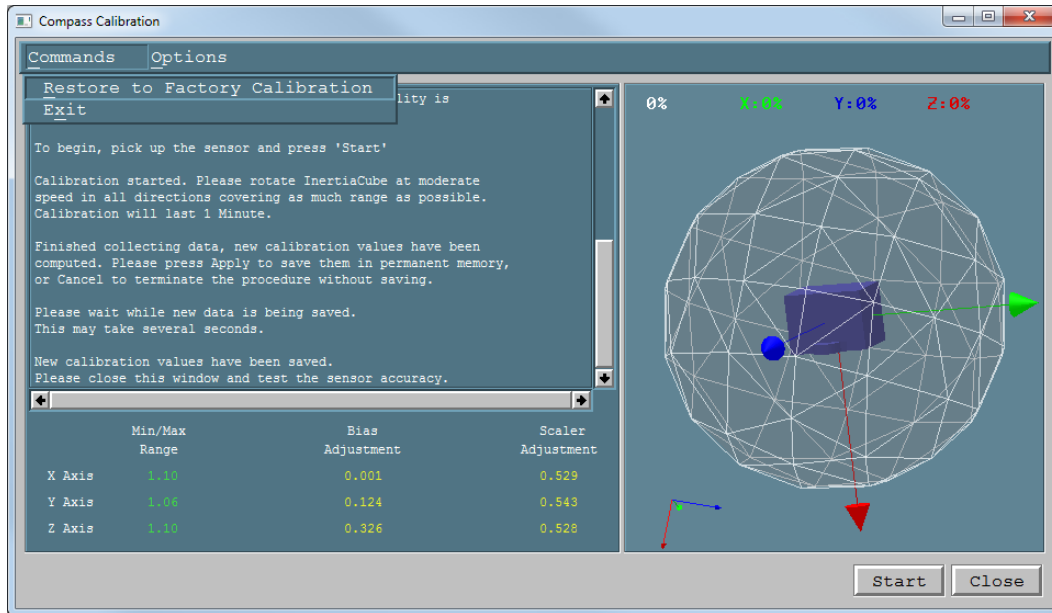 Compass Calibration
Commands Options
Restore to Factory Calibration
Exit
lity is
To begin, pick up the sensor and press 'Start'
Calibration started. Please rotate InertiaCube at moderate
speed in all directions covering as much range as possible.
Calibration will last 1 Minute.
Finished collecting data, new calibration values have been
computed. Please press Apply to save them in permanent memory,
or Cancel to terminate the procedure without saving.
Please wait while new data is being saved.
This may take several seconds.
New calibration values have been saved.
Please close this window and test the sensor accuracy.
Min/Max Bias Scaler
Range Adjustment Adjustment
X Axis 1.10 0.001 0.529
Y Axis 1.06 0.124 0.543
Z Axis 1.10 0.326 0.528
0% X:0% Y:0% Z:0%
Start Close